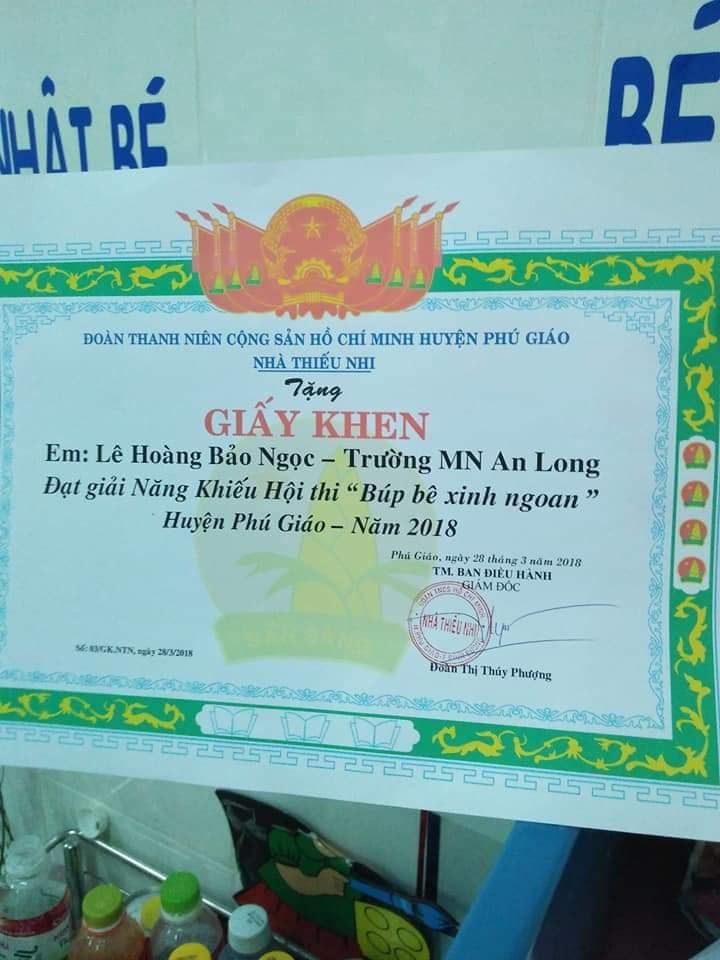 NHẬT BÉ
BÉ
ĐOÀN THANH NIÊN CỘNG SẢN HỒ CHÍ MINH HUYỆN PHÚ GIÁO
NHÀ THIẾU NHI
Tặng
GIẤY KHEN
Em: Lê Hoàng Bảo Ngọc – Trường MN An Long
Đạt giải Năng Khiếu Hội thi “Búp bê xinh ngoan”
Huyện Phú Giáo – Năm 2018
Phú Giáo, ngày 28 tháng 3 năm 2018
TM. BAN ĐIỀU HÀNH
GIÁM ĐỐC
NHÀ THIẾU NHI
SẴN SÀNG
Số: 03/GK.NTN, ngày 28/3/2018
Đoàn Thị Thúy Phượng